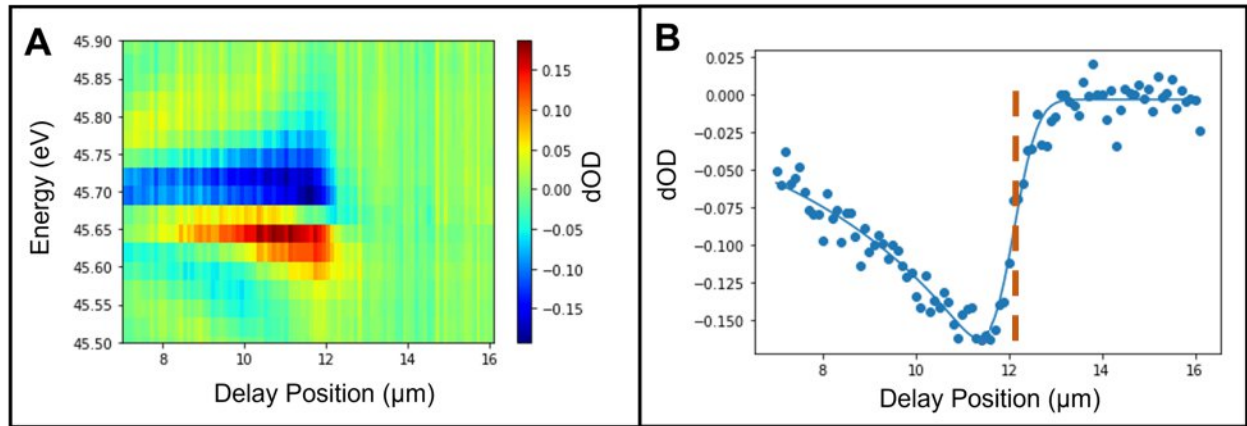 A
45.90
45.85
45.80
45.75
45.70
45.65
45.60
45.55
45.50
Energy (eV)
8 10 12 14 16
Delay Position (μm)
0.15
0.10
0.05
0.00
−0.05
−0.10
−0.15
dOD
B
0.025
0.000
−0.025
−0.050
−0.075
−0.100
−0.125
−0.150
dOD
8 10 12 14 16
Delay Position (μm)